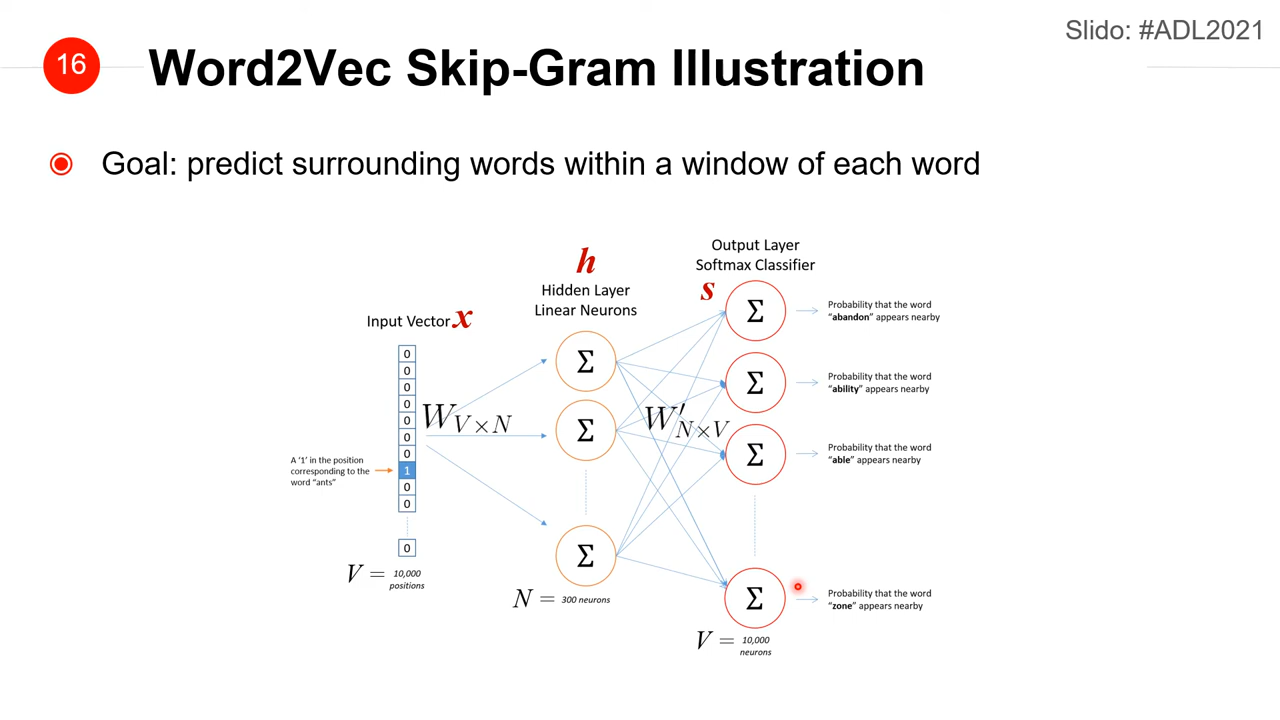 Slido: #ADL2021
16
Word2Vec Skip-Gram Illustration
Goal: predict surrounding words within a window of each word
Input Vector x
0
0
0
0
0
0
0
1
0
0
0
A '1' in the position
corresponding to the
word "ants"
V = 10,000
positions
W V×N
h
Hidden Layer
Linear Neurons
Σ
Σ
Σ
N = 300 neurons
W′ N×V
Output Layer
Softmax Classifier
s
Σ
Σ
Σ
Σ
V = 10,000
neurons
Probability that the word
"abandon" appears nearby
Probability that the word
"ability" appears nearby
Probability that the word
"able" appears nearby
Probability that the word
"zone" appears nearby